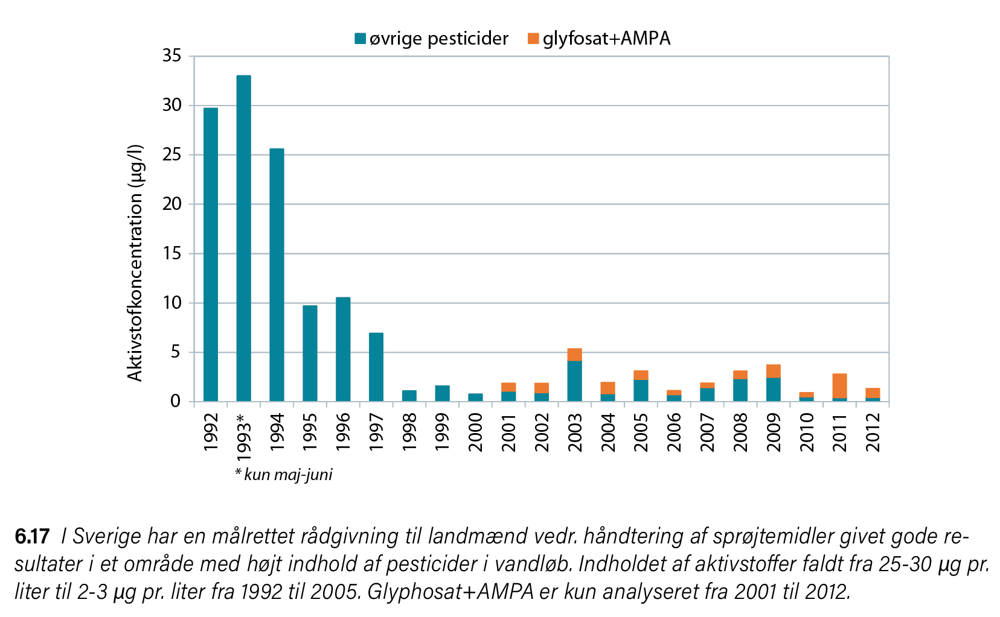 øvrige pesticider glyfosat+AMPA
Aktivstofkoncentration (µg/l)
35
30
25
20
15
10
5
0
1992 1993* 1994 1995 1996 1997 1998 1999 2000 2001 2002 2003 2004 2005 2006 2007 2008 2009 2010 2011 2012
* kun maj-juni
6.17 I Sverige har en målrettet rådgivning til landmænd vedr. håndtering af sprøjtemidler givet gode re-
sultater i et område med højt indhold af pesticider i vandløb. Indholdet af aktivstoffer faldt fra 25-30 µg pr.
liter til 2-3 µg pr. liter fra 1992 til 2005. Glyphosat+AMPA er kun analyseret fra 2001 til 2012.